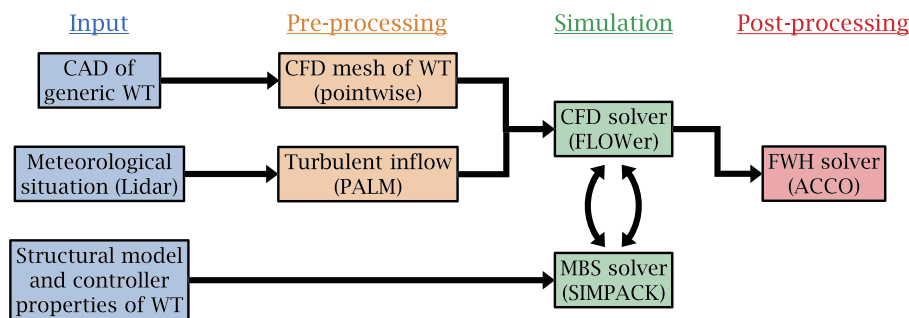 Input
Pre-processing
Simulation
Post-processing
CAD of
generic WT
CFD mesh of WT
(pointwise)
CFD solver
(FLOWer)
Meteorological
situation (Lidar)
Turbulent inflow
(PALM)
FWH solver
(ACCO)
Structural model
and controller
properties of WT
MBS solver
(SIMPACK)